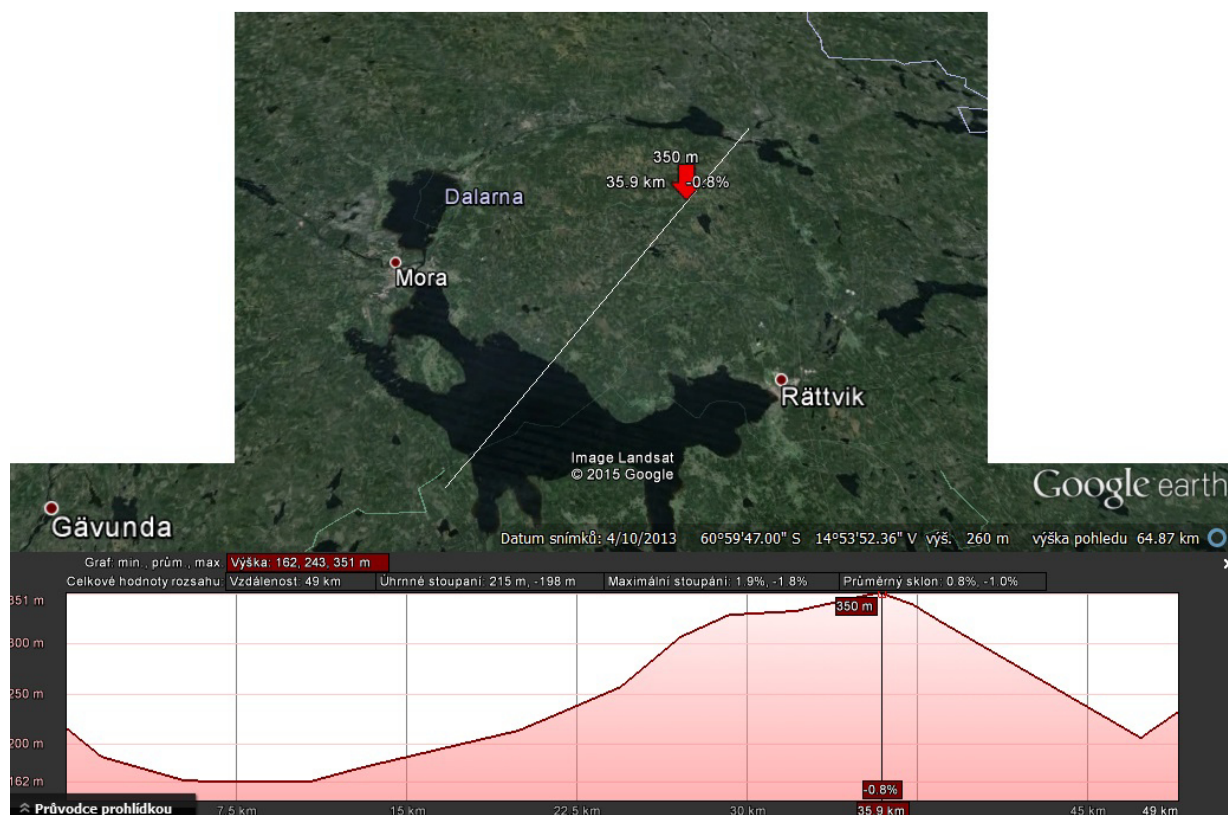 350 m
35.9 km -0.8%
Dalarna
Mora
Rättvik
Image Landsat
© 2015 Google
Google earth
Gävunda
Datum snímků: 4/10/2013 60°59'47.00" S 14°53'52.36" V výš. 260 m výška pohledu 64.87 km
Graf: min., prům., max. Výška: 162, 243, 351 m
Celkové hodnoty rozsahu: Vzdálenost: 49 km Úhrnné stoupání: 215 m, -198 m Maximální stoupání: 1.9%, -1.8% Průměrný sklon: 0.8%, -1.0%
351 m
350 m
300 m
250 m
200 m
162 m
-0.8%
Průvodce prohlídkou 7.5 km 15 km 22.5 km 30 km 35.9 km 45 km 49 km